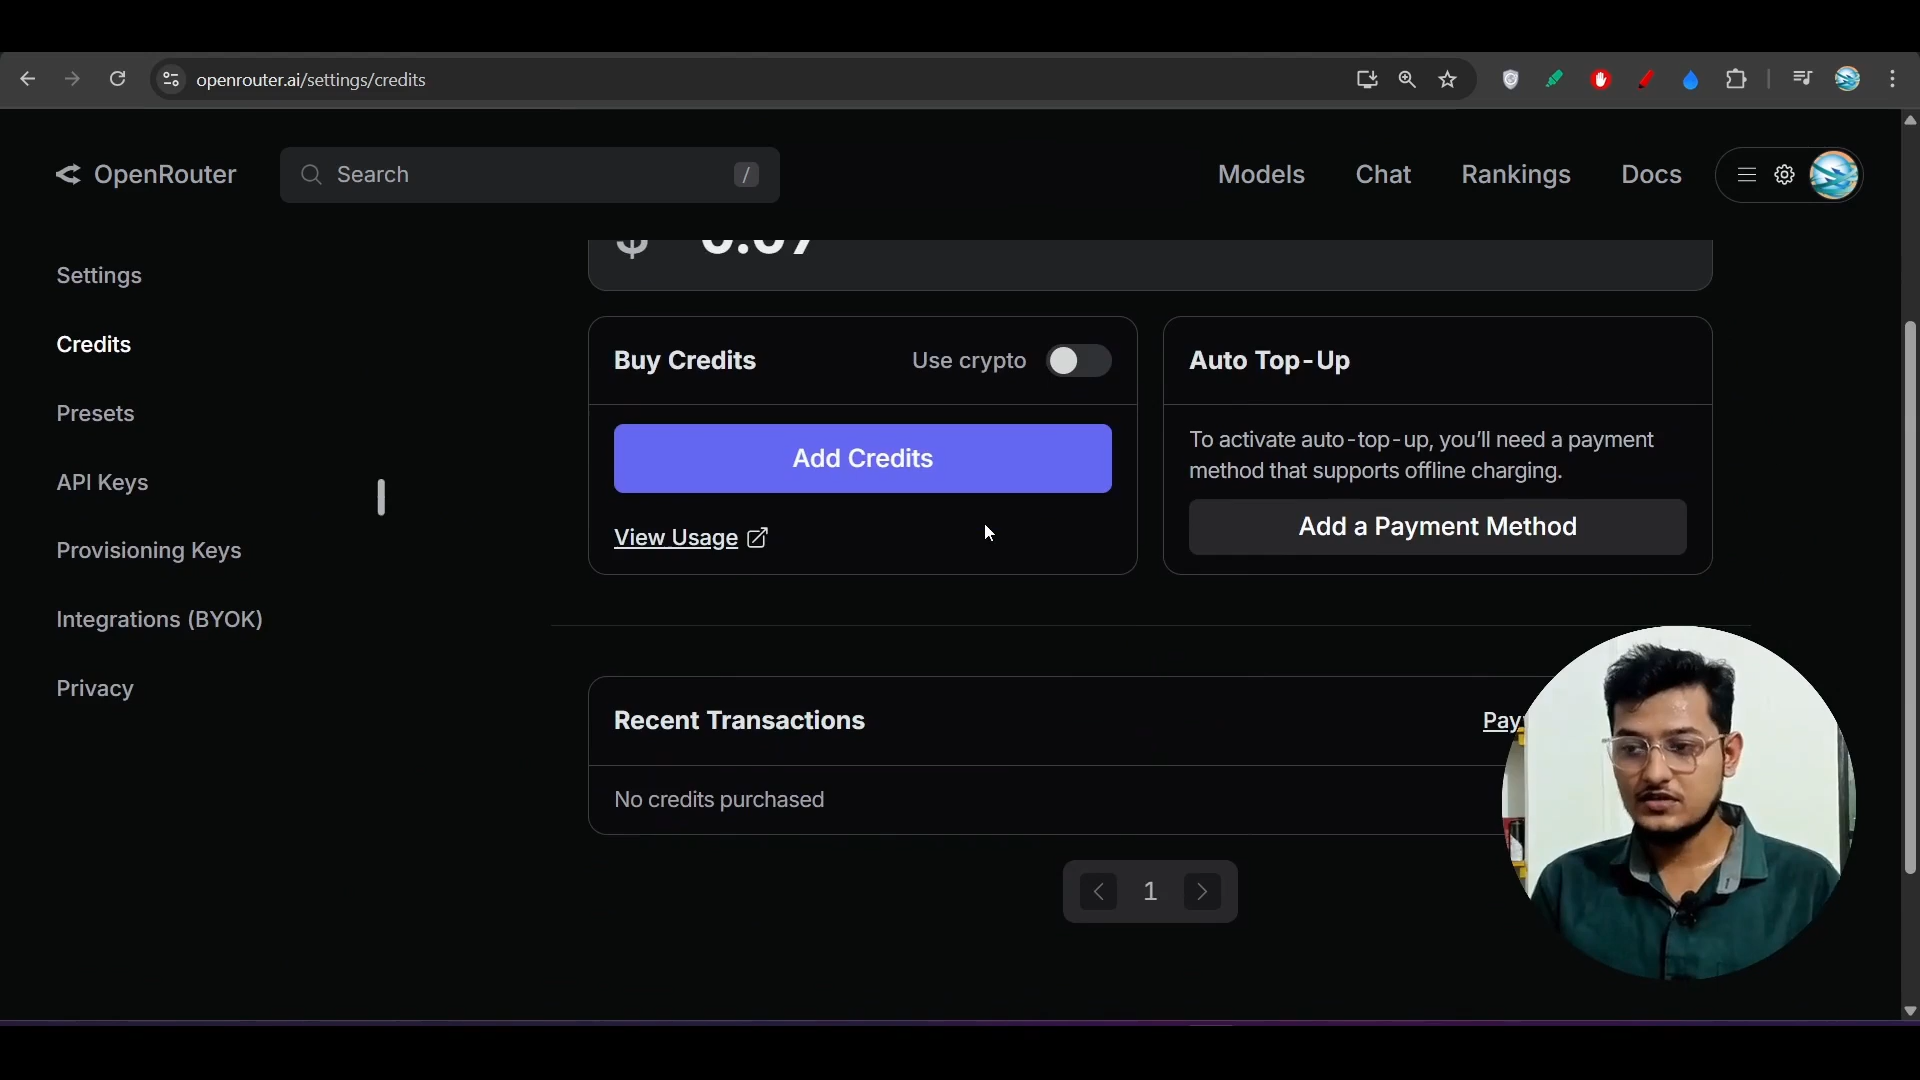 openrouter.ai/settings/credits
OpenRouter
Search
/
Models
Chat
Rankings
Docs
Settings
Credits
Presets
API Keys
Provisioning Keys
Integrations (BYOK)
Privacy
$
Buy Credits
Use crypto
Add Credits
View Usage
Auto Top-Up
To activate auto-top-up, you'll need a payment
method that supports offline charging.
Add a Payment Method
Recent Transactions
No credits purchased
1